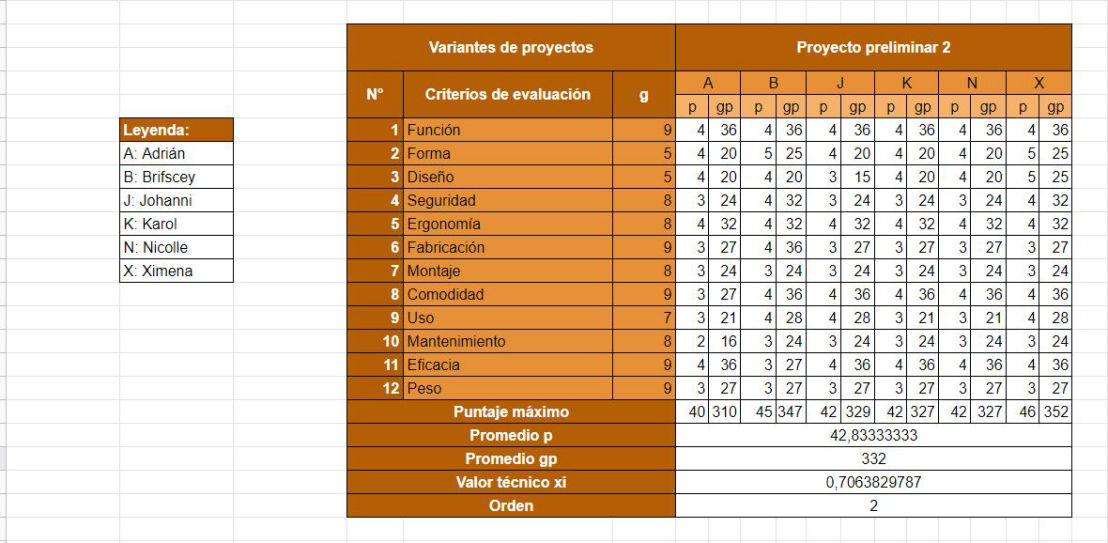 Variantes de proyectos Proyecto preliminar 2
N° Criterios de evaluación g A B J K N X
p gp p gp p gp p gp p gp p gp
Leyenda: 1 Función 9 4 36 4 36 4 36 4 36 4 36 4 36
A: Adrián 2 Forma 5 4 20 5 25 4 20 4 20 4 20 5 25
B: Brifscey 3 Diseño 5 4 20 4 20 3 15 4 20 4 20 5 25
J: Johanni 4 Seguridad 8 3 24 4 32 3 24 3 24 3 24 4 32
K: Karol 5 Ergonomía 8 4 32 4 32 4 32 4 32 4 32 4 32
N: Nicolle 6 Fabricación 9 3 27 4 36 3 27 3 27 3 27 3 27
X: Ximena 7 Montaje 8 3 24 3 24 3 24 3 24 3 24 3 24
8 Comodidad 9 3 27 4 36 4 36 4 36 4 36 4 36
9 Uso 7 3 21 4 28 4 28 3 21 3 21 4 28
10 Mantenimiento 8 2 16 3 24 3 24 3 24 3 24 3 24
11 Eficacia 9 4 36 3 27 4 36 4 36 4 36 4 36
12 Peso 9 3 27 3 27 3 27 3 27 3 27 3 27
Puntaje máximo 40 310 45 347 42 329 42 327 42 327 46 352
Promedio p 42,83333333
Promedio gp 332
Valor técnico xi 0,7063829787
Orden 2